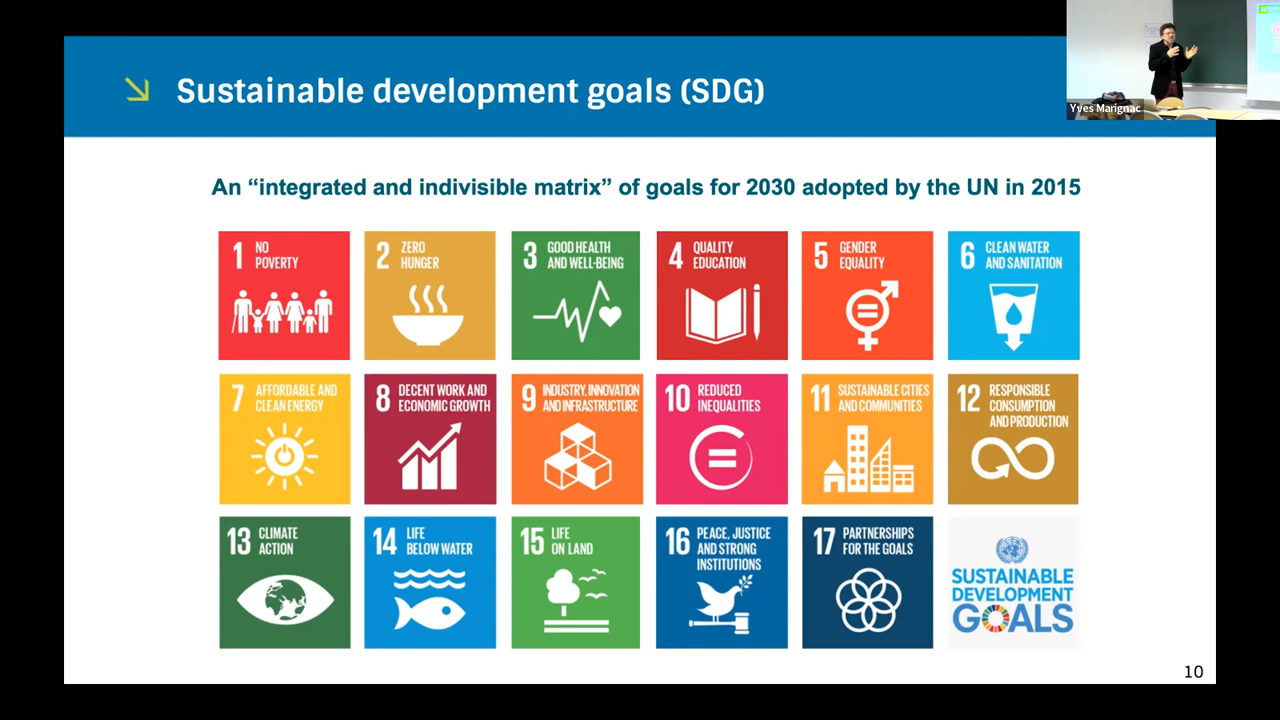 Sustainable development goals (SDG)
Yves Marignac
An “integrated and indivisible matrix” of goals for 2030 adopted by the UN in 2015
1 NO
POVERTY
2 ZERO
HUNGER
3 GOOD HEALTH
AND WELL-BEING
4 QUALITY
EDUCATION
5 GENDER
EQUALITY
6 CLEAN WATER
AND SANITATION
7 AFFORDABLE AND
CLEAN ENERGY
8 DECENT WORK AND
ECONOMIC GROWTH
9 INDUSTRY, INNOVATION
AND INFRASTRUCTURE
10 REDUCED
INEQUALITIES
11 SUSTAINABLE CITIES
AND COMMUNITIES
12 RESPONSIBLE
CONSUMPTION
AND PRODUCTION
13 CLIMATE
ACTION
14 LIFE
BELOW WATER
15 LIFE
ON LAND
16 PEACE, JUSTICE
AND STRONG
INSTITUTIONS
17 PARTNERSHIPS
FOR THE GOALS
SUSTAINABLE
DEVELOPMENT
GOALS
10